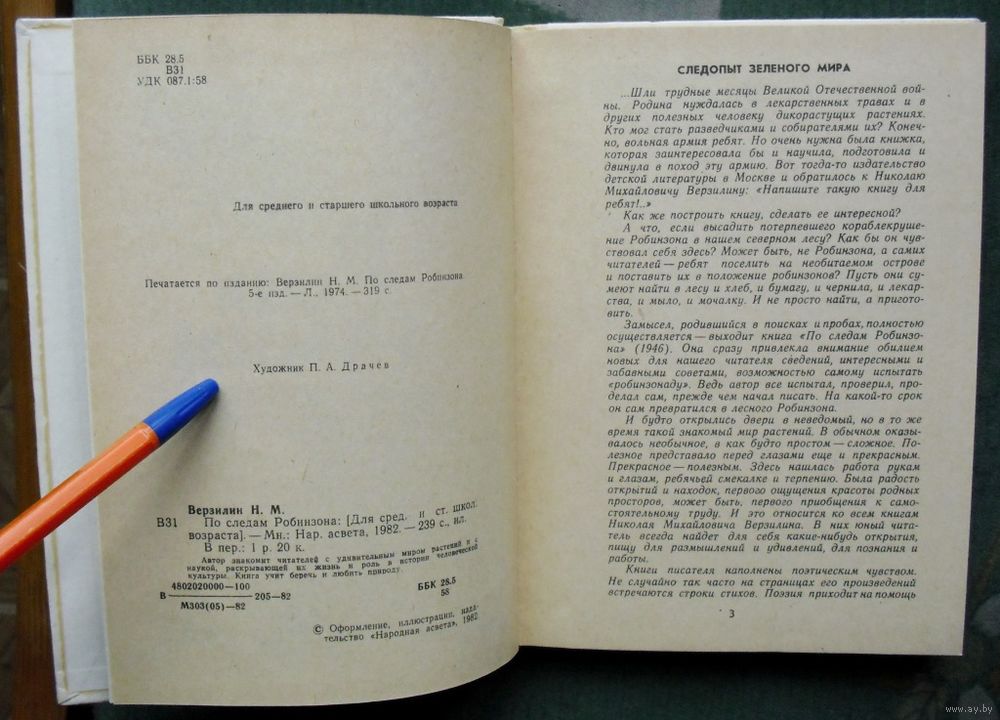 ББК 28.5
В31
УДК 087.1:58
Для среднего и старшего школьного возраста
Печатается по изданию: Верзилин Н. М. По следам Робинзона
5-е изд. — Л., 1974. — 319 с.
Художник П. А. Драчев
Верзилин Н. М.
В31 По следам Робинзона: [Для сред. и ст. школ.
возраста]. — Мн.: Нар. асвета, 1982. — 239 с., ил.
В пер.: 1 р. 20 к.
Автор знакомит читателей с удивительным миром растений и с
наукой, раскрывающей их жизнь и роль в истории человеческой
культуры. Книга учит беречь и любить природу.
4802020000—100
В ——— 205—82
М303(05)—82
ББК 28.5
58
© Оформление, иллюстрации, изда-
тельство «Народная асвета», 1982.
СЛЕДОПЫТ ЗЕЛЕНОГО МИРА
...Шли трудные месяцы Великой Отечественной вой-
ны. Родина нуждалась в лекарственных травах и в
других полезных человеку дикорастущих растениях.
Кто мог стать разведчиками и собирателями их? Конеч-
но, вольная армия ребят. Но очень нужна была книжка,
которая заинтересовала бы и научила, подготовила и
двинула в поход эту армию. Вот тогда-то издательство
детской литературы в Москве и обратилось к Николаю
Михайловичу Верзилину: «Напишите такую книгу для
ребят!..»
Как же построить книгу, сделать ее интересной?
А что, если высадить потерпевшего кораблекруше-
ние Робинзона в нашем северном лесу? Как бы он чув-
ствовал себя здесь? Может быть, не Робинзона, а самих
читателей — ребят поселить на необитаемом острове
и поставить их в положение робинзонов? Пусть они су-
меют найти в лесу и хлеб, и бумагу, и чернила, и лекар-
ства, и мыло, и мочалку. И не просто найти, а пригото-
вить.
Замысел, родившийся в поисках и пробах, полностью
осуществляется — выходит книга «По следам Робинзо-
на» (1946). Она сразу привлекла внимание обилием
новых для нашего читателя сведений, интересными и
забавными советами, возможностью самому испытать
«робинзонаду». Ведь автор все испытал, проверил, про-
делал сам, прежде чем начал писать. На какой-то срок
он сам превратился в лесного Робинзона.
И будто открылись двери в неведомый, но в то же
время такой знакомый мир растений. В обычном оказы-
валось необычное, в как будто простом — сложное. По-
лезное представало перед глазами еще и прекрасным.
Прекрасное — полезным. Здесь нашлась работа рукам
и глазам, ребячьей смекалке и терпению. Была радость
открытий и находок, первого ощущения красоты родных
просторов, может быть, первого приобщения к само-
стоятельному труду. И это относится ко всем книгам
Николая Михайловича Верзилина. В них юный чита-
тель всегда найдет для себя какие-нибудь открытия,
пищу для размышлений и удивлений, для познания и
работы.
Книги писателя наполнены поэтическим чувством.
Не случайно так часто на страницах его произведений
встречаются строки стихов. Поэзия приходит на помощь
3
www.ay.by